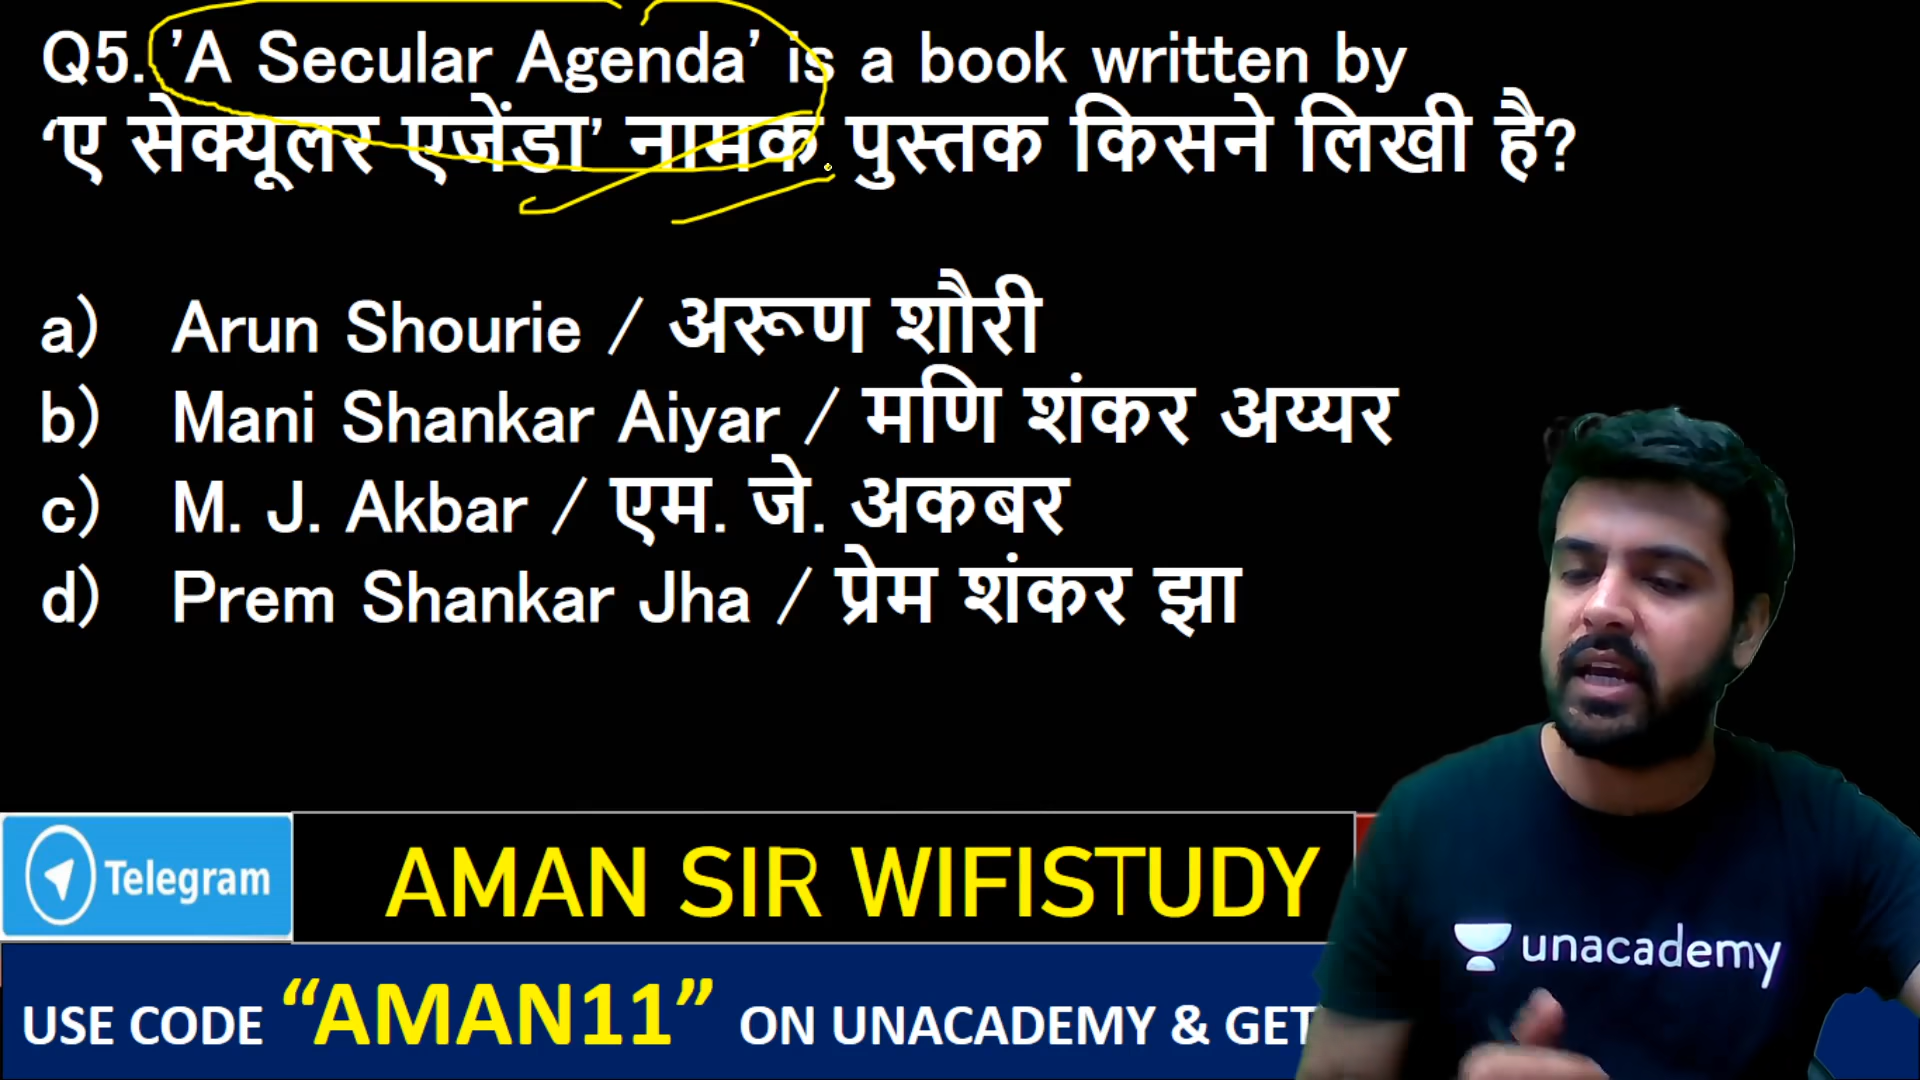 Q5. 'A Secular Agenda' is a book written by
‘ए सेक्यूलर एजेंडा’ नामक पुस्तक किसने लिखी है?
a) Arun Shourie / अरूण शौरी
b) Mani Shankar Aiyar / मणि शंकर अय्यर
c) M. J. Akbar / एम. जे. अकबर
d) Prem Shankar Jha / प्रेम शंकर झा
Telegram
AMAN SIR WIFISTUDY
unacademy
USE CODE “AMAN11” ON UNACADEMY & GET